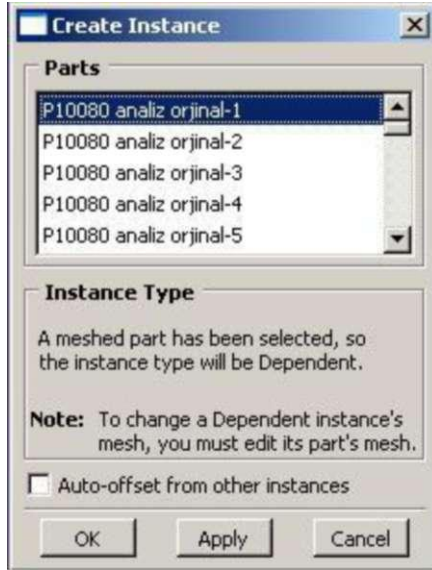 Create Instance
Parts
P10080 analiz orjinal-1
P10080 analiz orjinal-2
P10080 analiz orjinal-3
P10080 analiz orjinal-4
P10080 analiz orjinal-5
Instance Type
A meshed part has been selected, so
the instance type will be Dependent.
Note: To change a Dependent instance's
mesh, you must edit its part's mesh.
Auto-offset from other instances
OK Apply Cancel